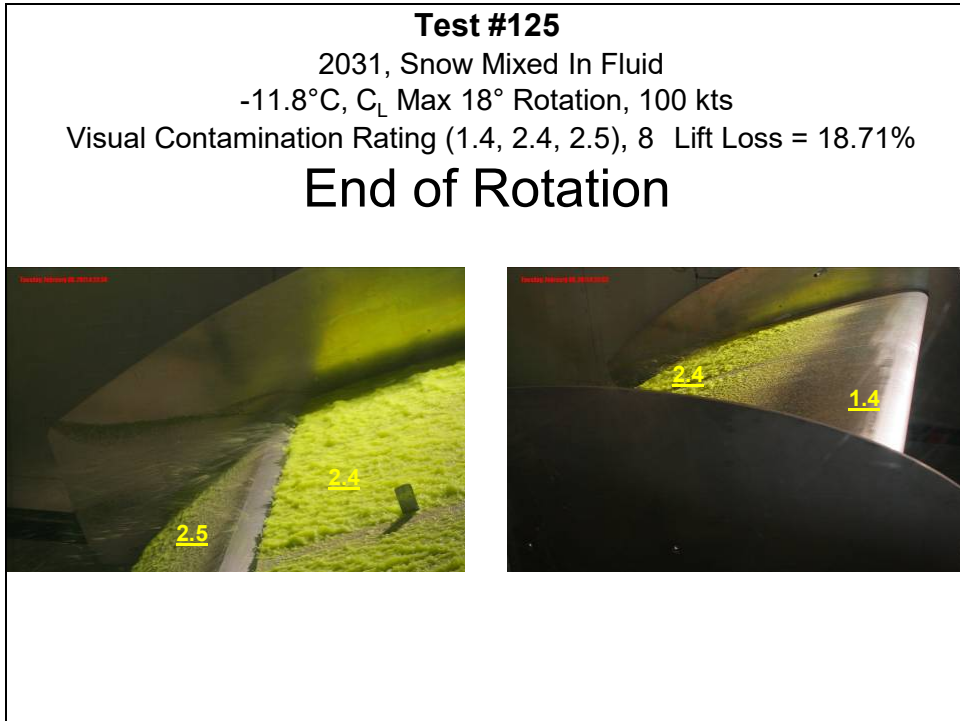 Test #125
2031, Snow Mixed In Fluid
-11.8°C, CL Max 18° Rotation, 100 kts
Visual Contamination Rating (1.4, 2.4, 2.5), 8 Lift Loss = 18.71%
End of Rotation
2.4
2.5
2.4
1.4